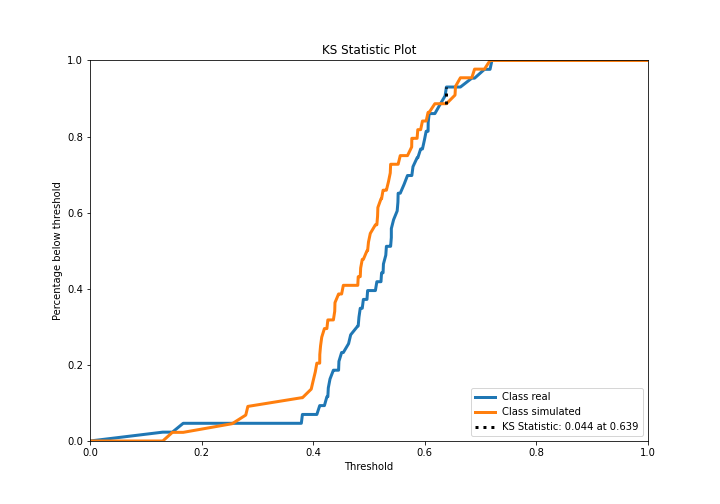 KS Statistic Plot
1.0
0.8
0.6
0.4
0.2
0.0
Percentage below threshold
0.0 0.2 0.4 0.6 0.8 1.0
Threshold
Class real
Class simulated
KS Statistic: 0.044 at 0.639